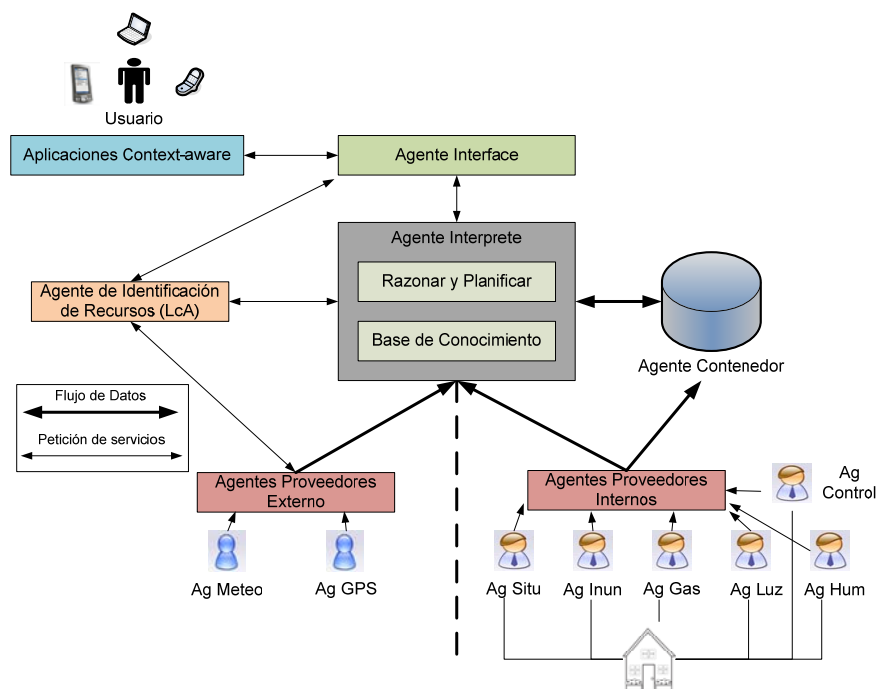 Usuario
Aplicaciones Context-aware
Agente Interface
Agente Interprete
Razonar y Planificar
Base de Conocimiento
Agente de Identificación
de Recursos (LcA)
Agente Contenedor
Flujo de Datos
Petición de servicios
Agentes Proveedores
Externo
Agentes Proveedores
Internos
Ag
Control
Ag Meteo
Ag GPS
Ag Situ
Ag Inun
Ag Gas
Ag Luz
Ag Hum